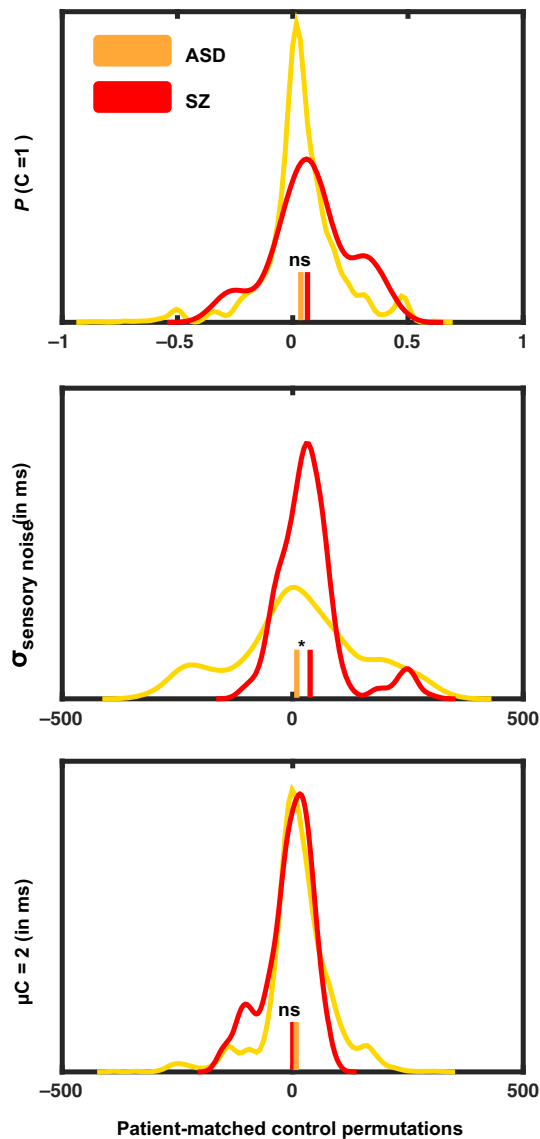 ASD
SZ
P (C =1 )
ns
−1
−0.5
0
0.5
1
σsensory noise(in ms)
*
−500
0
500
μC = 2 (in ms)
ns
−500
0
500
Patient-matched control permutations